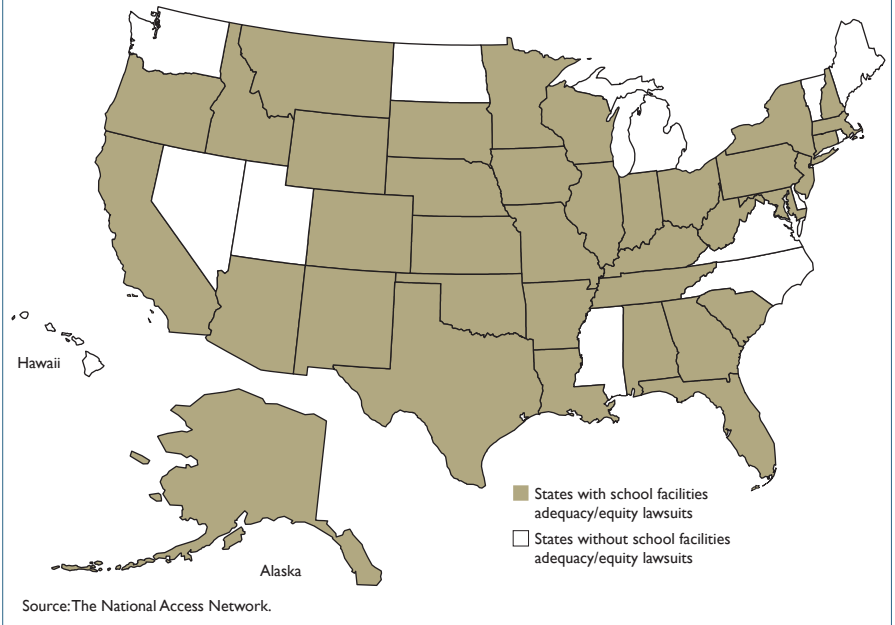 Hawaii
States with school facilities
adequacy/equity lawsuits
States without school facilities
adequacy/equity lawsuits
Alaska
Source:The National Access Network.